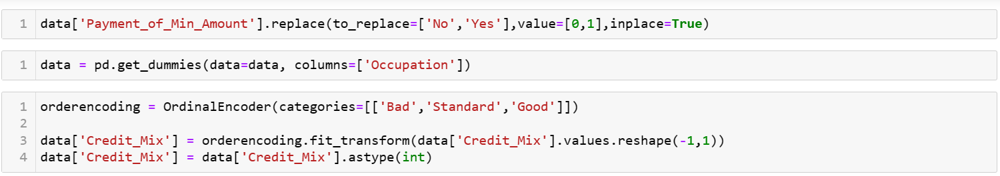 1 data['Payment_of_Min_Amount'].replace(to_replace=['No','Yes'],value=[0,1],inplace=True)
1 data = pd.get_dummies(data=data, columns=['Occupation'])
1 orderencoding = OrdinalEncoder(categories=[['Bad','Standard','Good']])
2
3 data['Credit_Mix'] = orderencoding.fit_transform(data['Credit_Mix'].values.reshape(-1,1))
4 data['Credit_Mix'] = data['Credit_Mix'].astype(int)